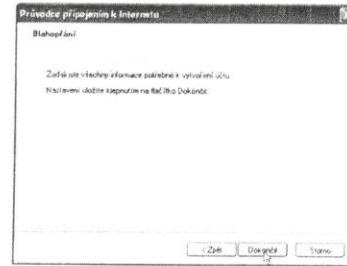 Průvodce připojením k Internetu
Blahopřání
Zadali jste všechny informace potřebné k vytvoření účtu.
Nastavení uložíte klepnutím na tlačítko Dokončit.
< Zpět
Dokončit
Storno